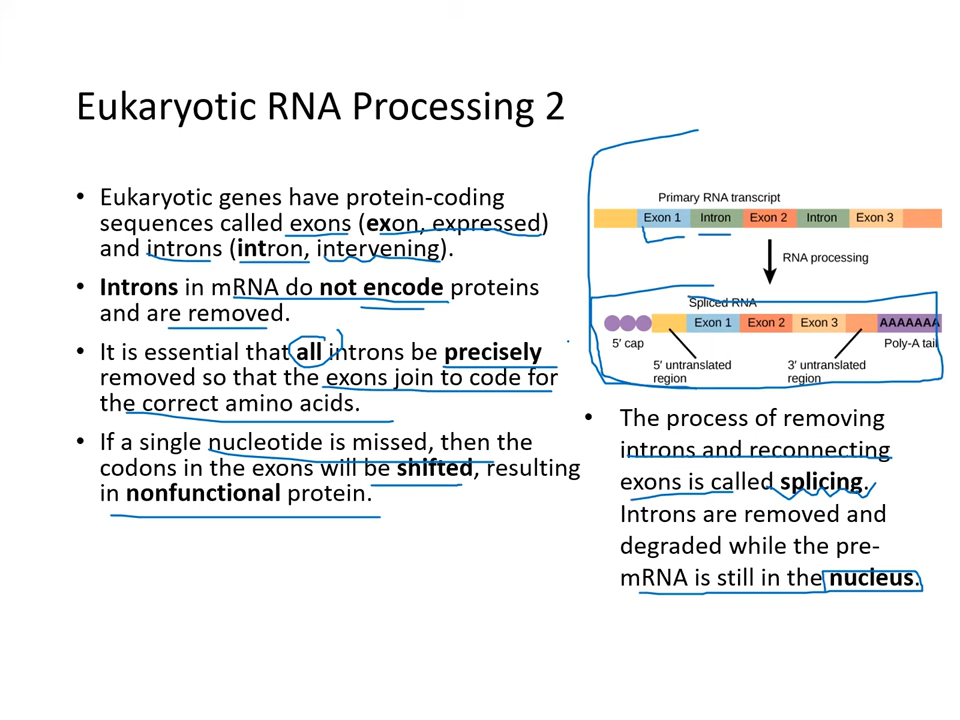 Eukaryotic RNA Processing 2
• Eukaryotic genes have protein-coding
sequences called exons (exon, expressed)
and introns (intron, intervening).
• Introns in mRNA do not encode proteins
and are removed.
• It is essential that all introns be precisely
removed so that the exons join to code for
the correct amino acids.
• If a single nucleotide is missed, then the
codons in the exons will be shifted, resulting
in nonfunctional protein.
Primary RNA transcript
Exon 1 Intron Exon 2 Intron Exon 3
RNA processing
Spliced RNA
Exon 1 Exon 2 Exon 3 AAAAAAA
5′ cap Poly-A tail
5′ untranslated 3′ untranslated
region region
• The process of removing
introns and reconnecting
exons is called splicing.
Introns are removed and
degraded while the pre-
mRNA is still in the nucleus.